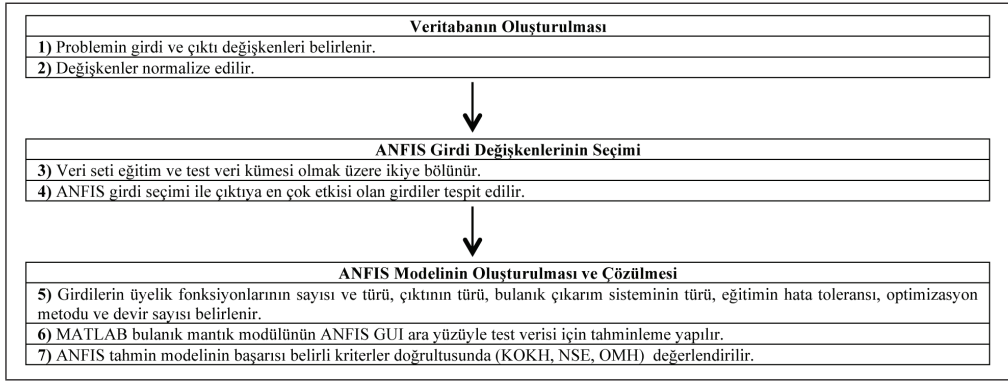 Veritabanın Oluşturulması
1) Problemin girdi ve çıktı değişkenleri belirlenir.
2) Değişkenler normalize edilir.
ANFIS Girdi Değişkenlerinin Seçimi
3) Veri seti eğitim ve test veri kümesi olmak üzere ikiye bölünür.
4) ANFIS girdi seçimi ile çıktıya en çok etkisi olan girdiler tespit edilir.
ANFIS Modelinin Oluşturulması ve Çözülmesi
5) Girdilerin üyelik fonksiyonlarının sayısı ve türü, çıktının türü, bulanık çıkarım sisteminin türü, eğitimin hata toleransı, optimizasyon
metodu ve devir sayısı belirlenir.
6) MATLAB bulanık mantık modülünün ANFIS GUI ara yüzüyle test verisi için tahminleme yapılır.
7) ANFIS tahmin modelinin başarısı belirli kriterler doğrultusunda (KOKH, NSE, OMH) değerlendirilir.